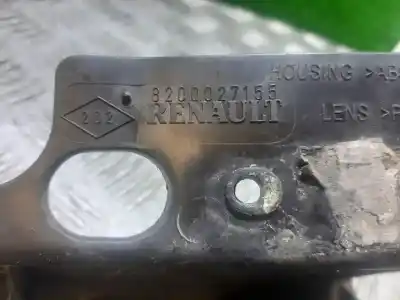 8200027155
HOUSING >AB
232
RENAULT
LENS >P